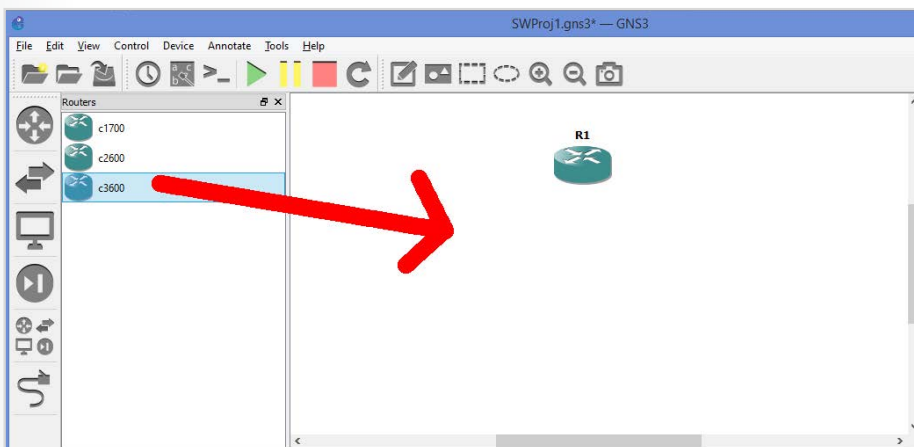 SWProj1.gns3* — GNS3
File Edit View Control Device Annotate Tools Help
Routers
c1700
c2600
c3600
R1